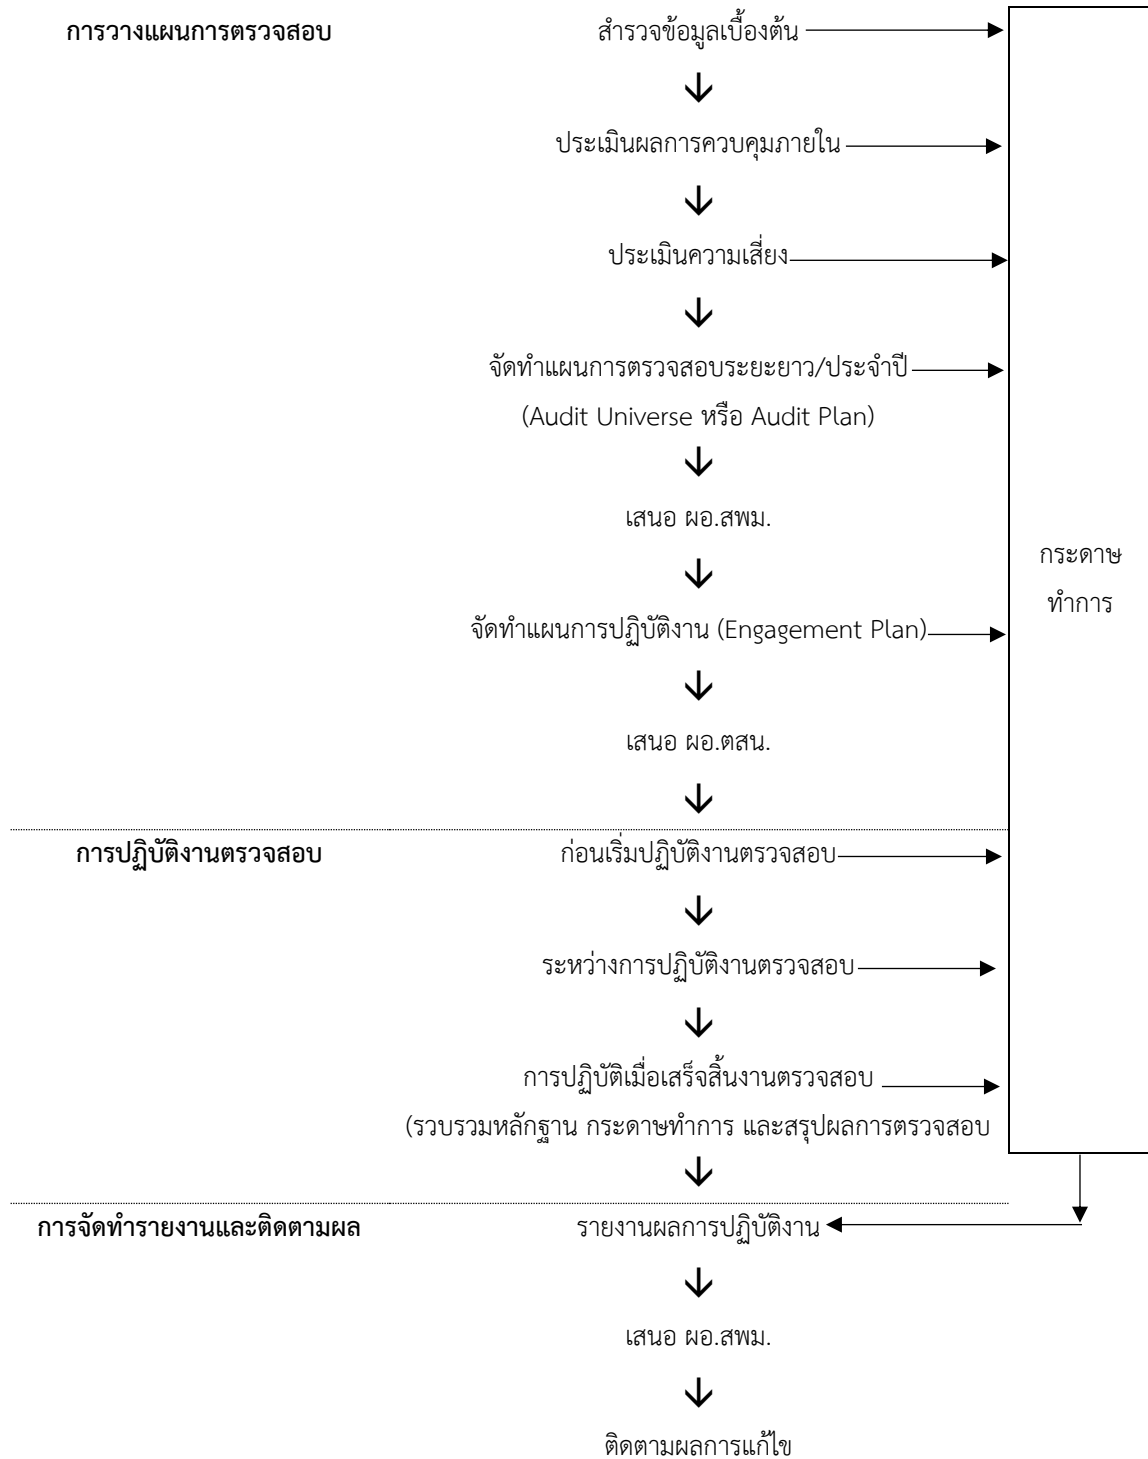 การวางแผนการตรวจสอบ
สำรวจข้อมูลเบื้องต้น
ประเมินผลการควบคุมภายใน
ประเมินความเสี่ยง
จัดทำแผนการตรวจสอบระยะยาว/ประจำปี
(Audit Universe หรือ Audit Plan)
เสนอ ผอ.สพม.
กระดาษ
ทำการ
จัดทำแผนการปฏิบัติงาน (Engagement Plan)
เสนอ ผอ.ตสน.
การปฏิบัติงานตรวจสอบ
ก่อนเริ่มปฏิบัติงานตรวจสอบ
ระหว่างการปฏิบัติงานตรวจสอบ
การปฏิบัติเมื่อเสร็จสิ้นงานตรวจสอบ
(รวบรวมหลักฐาน กระดาษทำการ และสรุปผลการตรวจสอบ
การจัดทำรายงานและติดตามผล
รายงานผลการปฏิบัติงาน
เสนอ ผอ.สพม.
ติดตามผลการแก้ไข